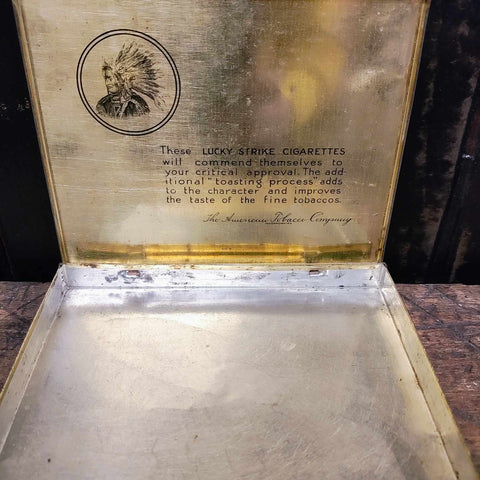 These LUCKY STRIKE CIGARETTES
will commend themselves to
your critical approval. The add-
itional "toasting process" adds
to the character and improves
the taste of the fine tobaccos.
The American Tobacco Company